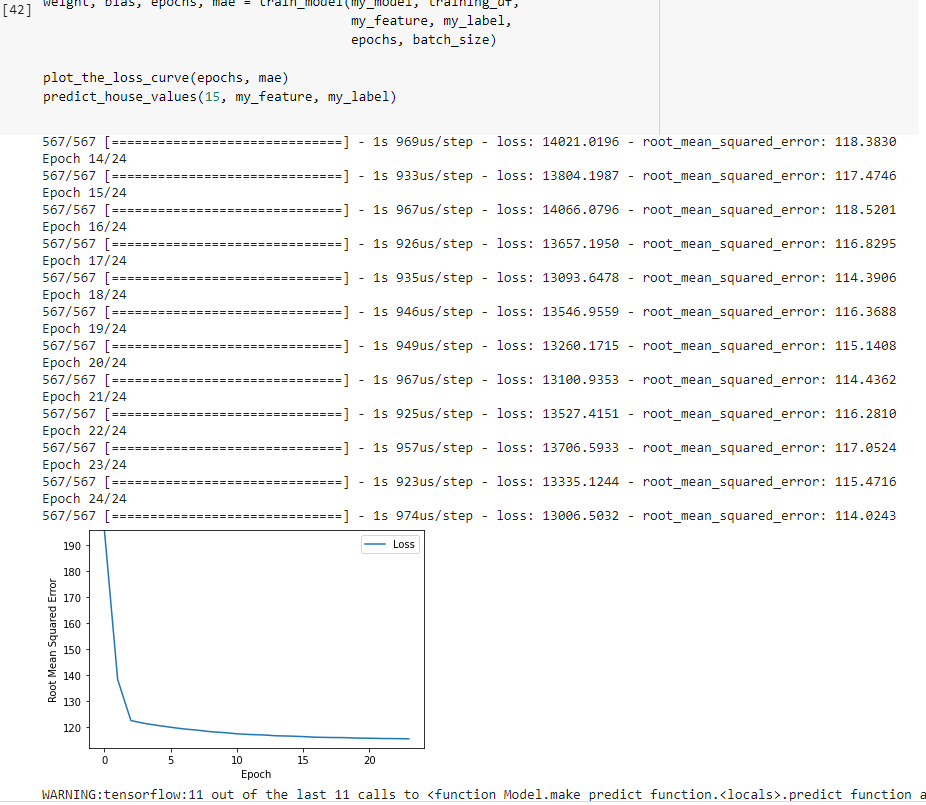 [42] weight, bias, epochs, mae = train_model(my_model, training_df,
my_feature, my_label,
epochs, batch_size)
plot_the_loss_curve(epochs, mae)
predict_house_values(15, my_feature, my_label)
567/567 [==============================] - 1s 969us/step - loss: 14021.0196 - root_mean_squared_error: 118.3830
Epoch 14/24
567/567 [==============================] - 1s 933us/step - loss: 13804.1987 - root_mean_squared_error: 117.4746
Epoch 15/24
567/567 [==============================] - 1s 967us/step - loss: 14066.0796 - root_mean_squared_error: 118.5201
Epoch 16/24
567/567 [==============================] - 1s 926us/step - loss: 13657.1950 - root_mean_squared_error: 116.8295
Epoch 17/24
567/567 [==============================] - 1s 935us/step - loss: 13093.6478 - root_mean_squared_error: 114.3906
Epoch 18/24
567/567 [==============================] - 1s 946us/step - loss: 13546.9559 - root_mean_squared_error: 116.3688
Epoch 19/24
567/567 [==============================] - 1s 949us/step - loss: 13260.1715 - root_mean_squared_error: 115.1408
Epoch 20/24
567/567 [==============================] - 1s 967us/step - loss: 13100.9353 - root_mean_squared_error: 114.4362
Epoch 21/24
567/567 [==============================] - 1s 925us/step - loss: 13527.4151 - root_mean_squared_error: 116.2810
Epoch 22/24
567/567 [==============================] - 1s 957us/step - loss: 13706.5933 - root_mean_squared_error: 117.0524
Epoch 23/24
567/567 [==============================] - 1s 923us/step - loss: 13335.1244 - root_mean_squared_error: 115.4716
Epoch 24/24
567/567 [==============================] - 1s 974us/step - loss: 13006.5032 - root_mean_squared_error: 114.0243
Loss
190
180
170
160
150
140
130
120
Root Mean Squared Error
0 5 10 15 20
Epoch
WARNING:tensorflow:11 out of the last 11 calls to <function Model.make_predict_function.<locals>.predict_function a